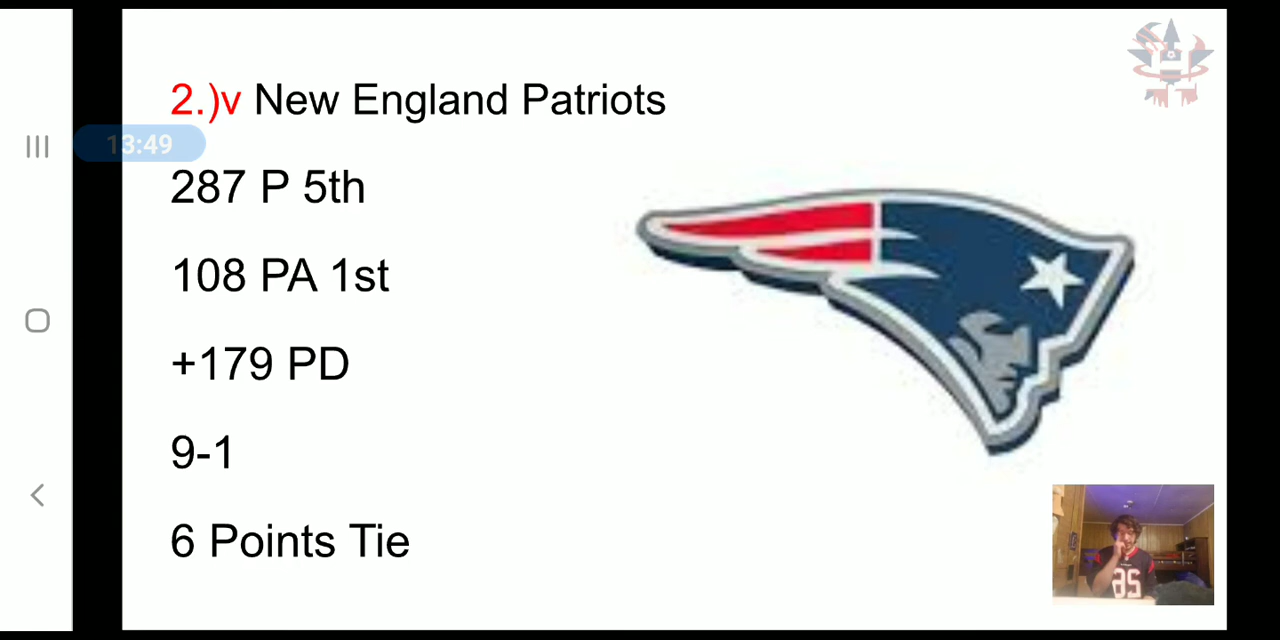 2.)v New England Patriots
13:49
287 P 5th
108 PA 1st
+179 PD
9-1
6 Points Tie